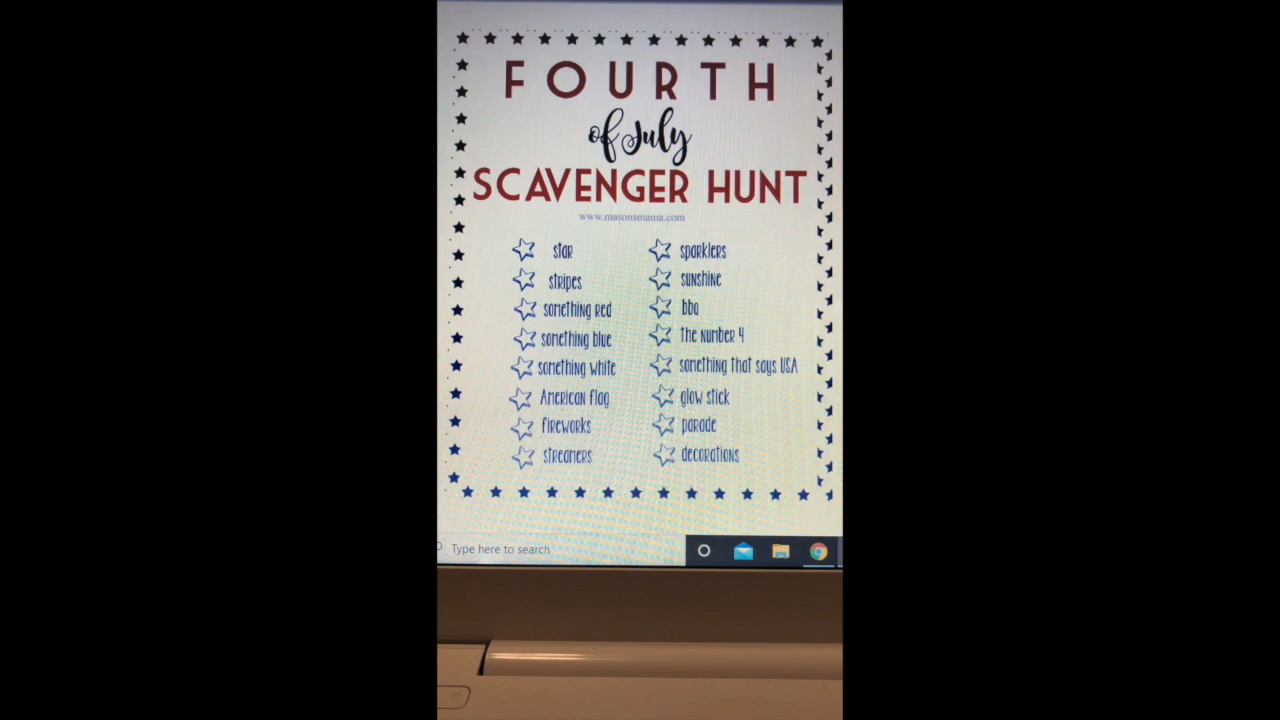 FOURTH
of July
SCAVENGER HUNT
www.masonsmama.com
star
stripes
something red
something blue
something white
American flag
fireworks
streamers
sparklers
sunshine
bbq
the number 4
something that says USA
glow stick
parade
decorations
Type here to search